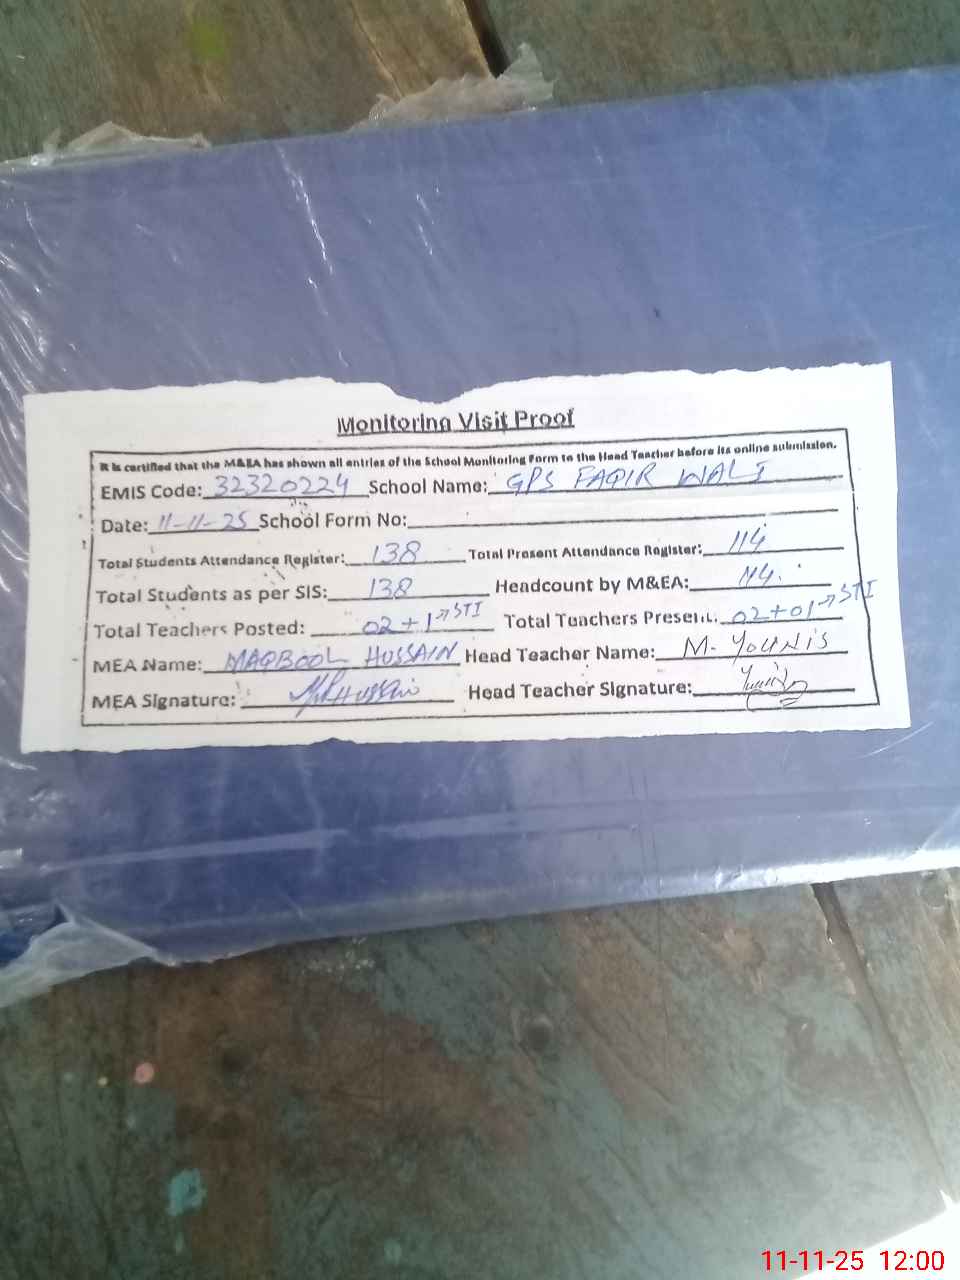 Monitoring Visit Proof
It is certified that the M&EA has shown all entries of the School Monitoring Form to the Head Teacher before its online submission.
EMIS Code: 32320224 School Name: GPS FAQIR WALI
Date: 11-11-25 School Form No:
Total Students Attendance Register: 138 Total Present Attendance Register: 114
Total Students as per SIS: 138 Headcount by M&EA: 114.
Total Teachers Posted: 02+1→STI Total Teachers Present: 02+01→STI
MEA Name: MAQBOOL HUSSAIN Head Teacher Name: M. YOUNIS
MEA Signature: Head Teacher Signature:
11-11-25 12:00